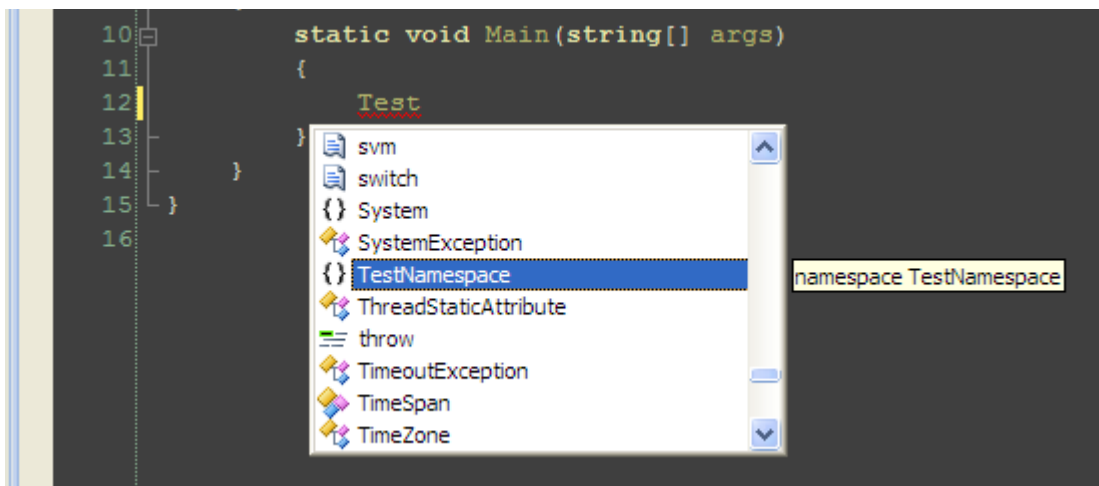 10 static void Main(string[] args)
11 {
12 Test
13 }
14 }
15 }
16
svm
switch
{} System
SystemException
{} TestNamespace
namespace TestNamespace
ThreadStaticAttribute
throw
TimeoutException
TimeSpan
TimeZone